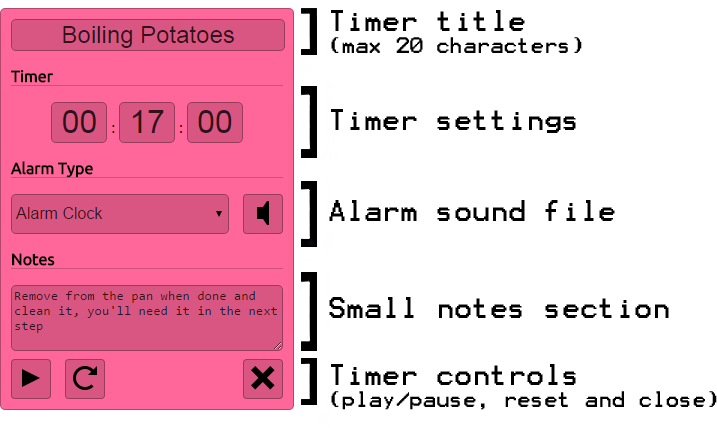 Boiling Potatoes
Timer title
(max 20 characters)
Timer
00 : 17 : 00
Timer settings
Alarm Type
Alarm Clock
Alarm sound file
Notes
Remove from the pan when done and
clean it, you'll need it in the next
step
Small notes section
Timer controls
(play/pause, reset and close)